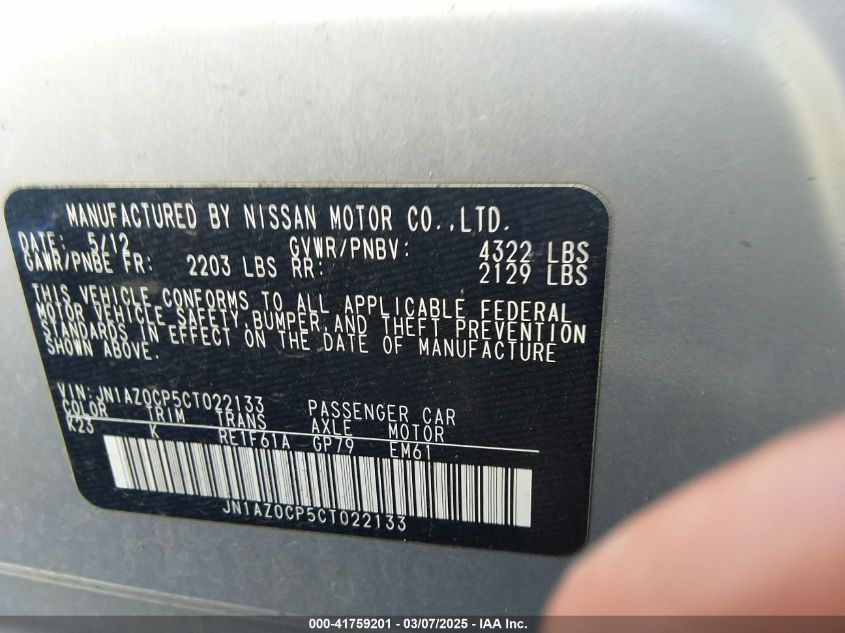 MANUFACTURED BY NISSAN MOTOR CO.,LTD.
DATE: 5/12 GVWR/PNBV: 4322 LBS
GAWR/PNBE FR: 2203 LBS RR: 2129 LBS
THIS VEHICLE CONFORMS TO ALL APPLICABLE FEDERAL
MOTOR VEHICLE SAFETY,BUMPER,AND THEFT PREVENTION
STANDARDS IN EFFECT ON THE DATE OF MANUFACTURE
SHOWN ABOVE.
VIN:JN1AZ0CP5CT022133
COLOR TRIM TRANS AXLE MOTOR PASSENGER CAR
K23 K RE1F61A GP79 EM61
JN1AZ0CP5CT022133
000-41759201 - 03/07/2025 - IAA Inc.